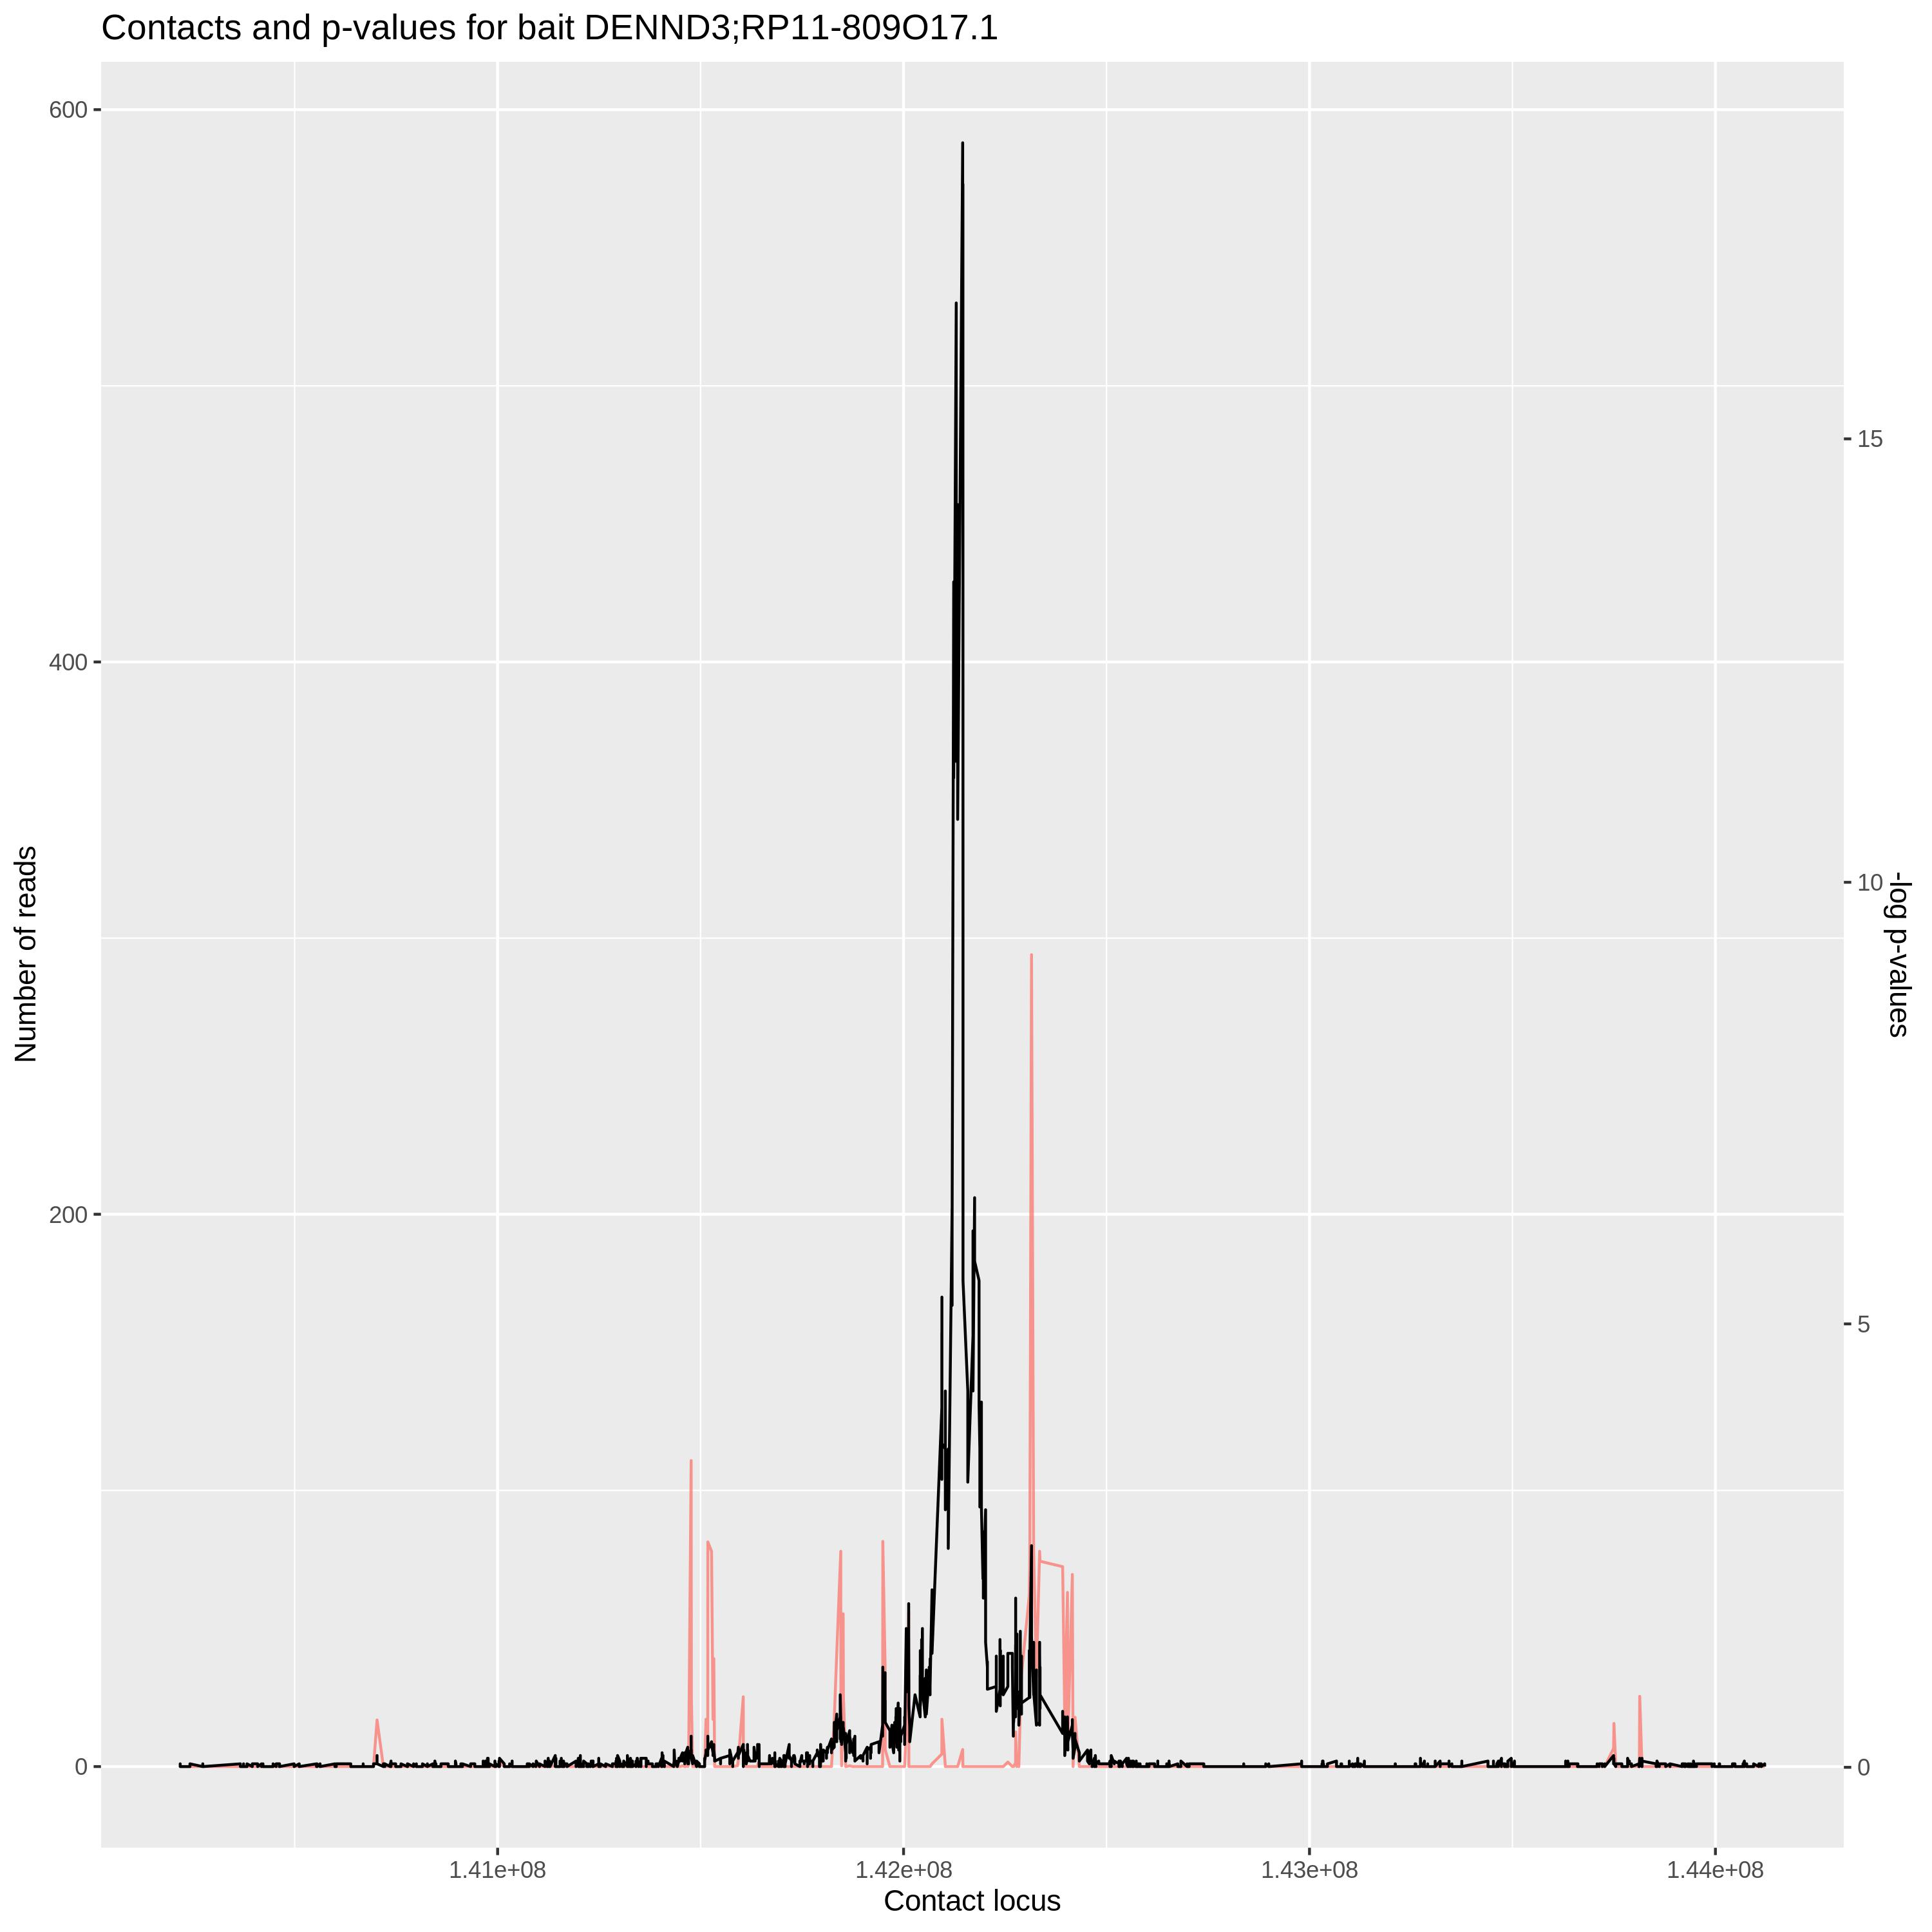 Contacts and p-values for bait DENND3;RP11-809O17.1
600
400
200
0
15
10
5
0
Number of reads
-log p-values
1.41e+08
1.42e+08
1.43e+08
1.44e+08
Contact locus